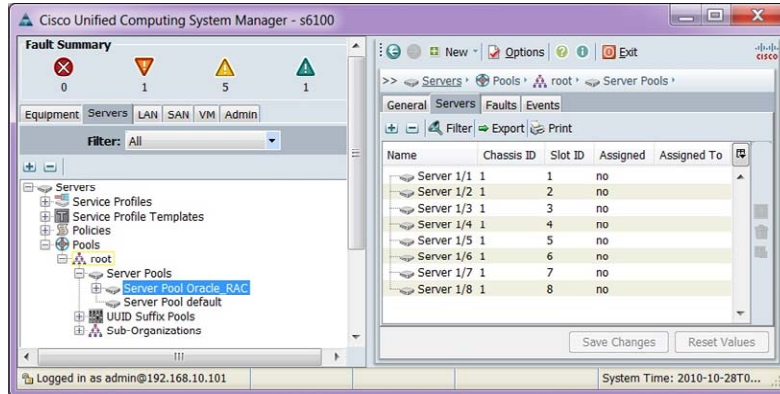 Cisco Unified Computing System Manager - s6100
Fault Summary
0 1 5 1
Equipment Servers LAN SAN VM Admin
Filter: All
Servers
Service Profiles
Service Profile Templates
Policies
Pools
root
Server Pools
Server Pool Oracle_RAC
Server Pool default
UUID Suffix Pools
Sub-Organizations
New Options Exit
CISCO
>> Servers Pools root Server Pools
General Servers Faults Events
Filter Export Print
Name Chassis ID Slot ID Assigned Assigned To
Server 1/1 1 1 no
Server 1/2 1 2 no
Server 1/3 1 3 no
Server 1/4 1 4 no
Server 1/5 1 5 no
Server 1/6 1 6 no
Server 1/7 1 7 no
Server 1/8 1 8 no
Save Changes Reset Values
Logged in as admin@192.168.10.101
System Time: 2010-10-28T0...